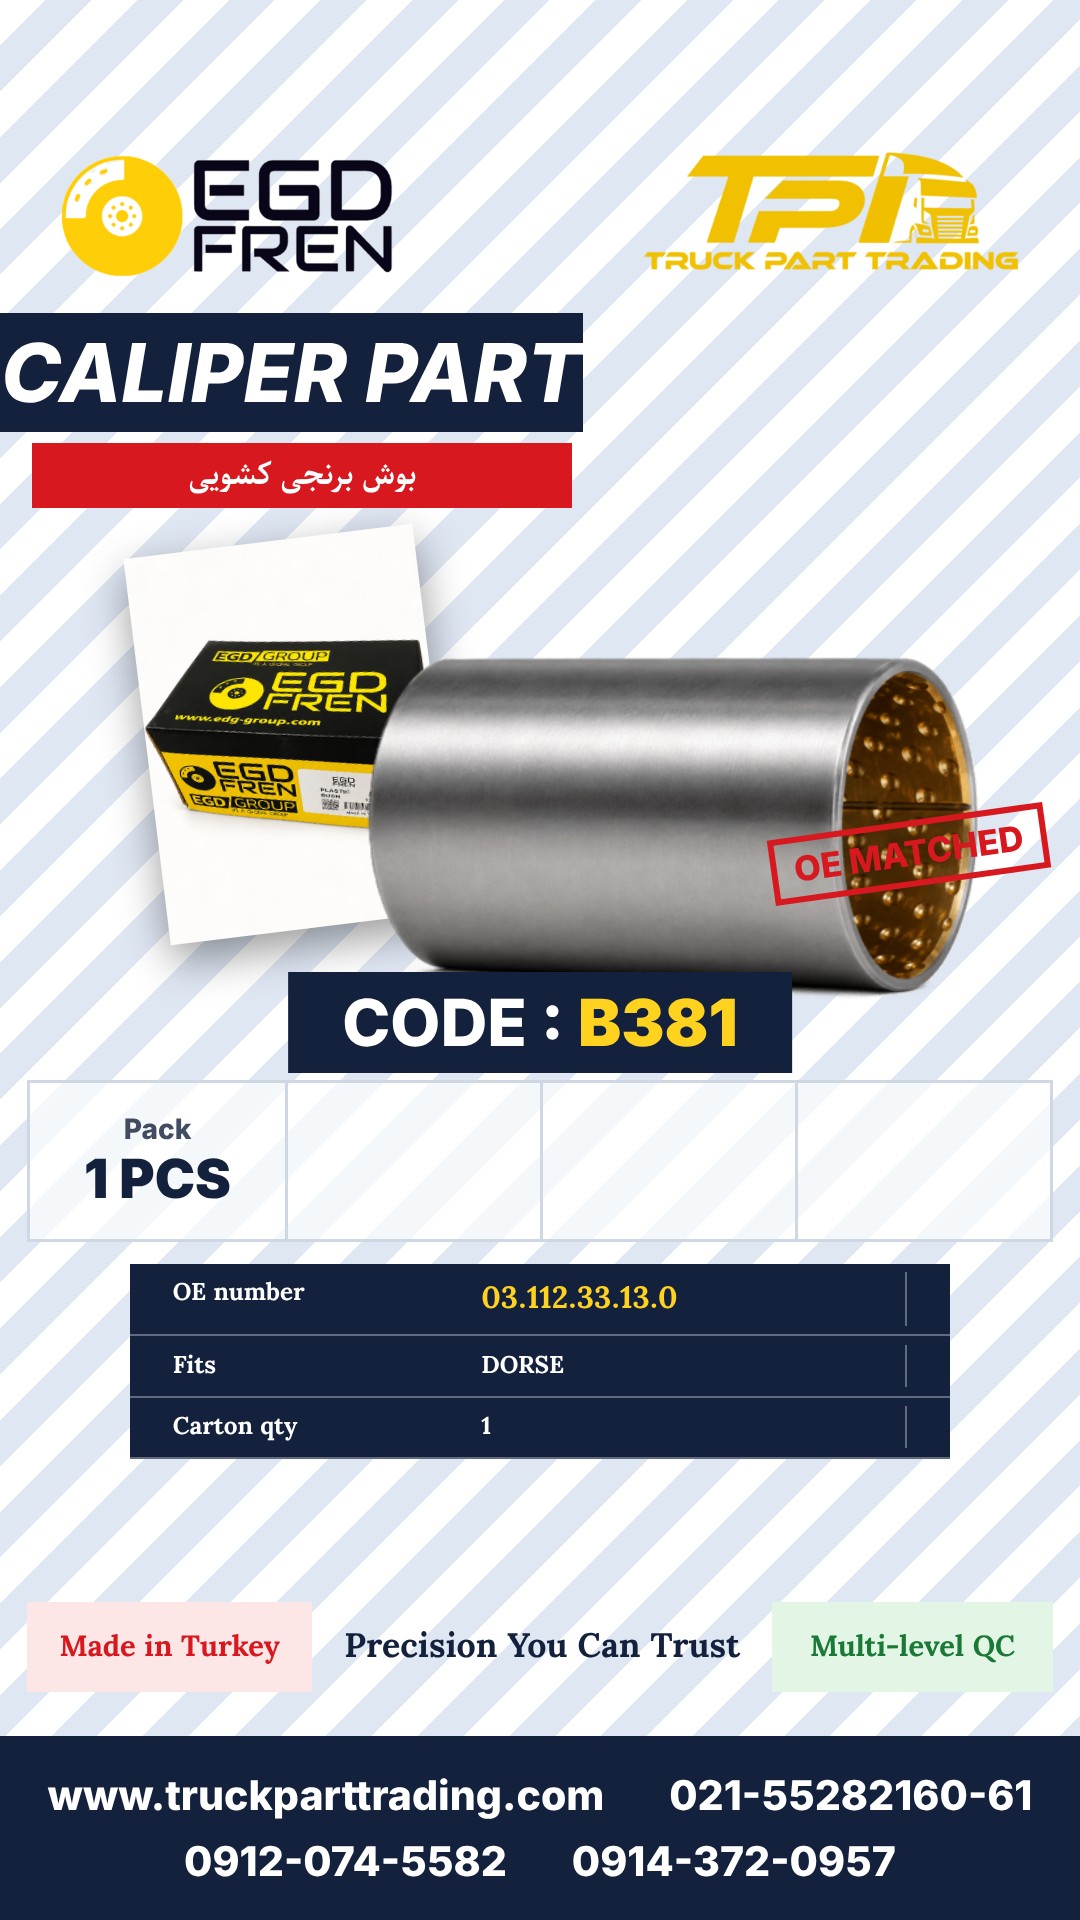 EGD
FREN
TPT
TRUCK PART TRADING
CALIPER PART
بوش برنجی کشویی
EGD GROUP
EGD
FREN
www.edg-group.com
EGD
FREN
EGD GROUP
EGD
FREN
OE MATCHED
CODE : B381
Pack
1 PCS
OE number 03.112.33.13.0
Fits DORSE
Carton qty 1
Made in Turkey Precision You Can Trust Multi-level QC
www.truckparttrading.com 021-55282160-61
0912-074-5582 0914-372-0957